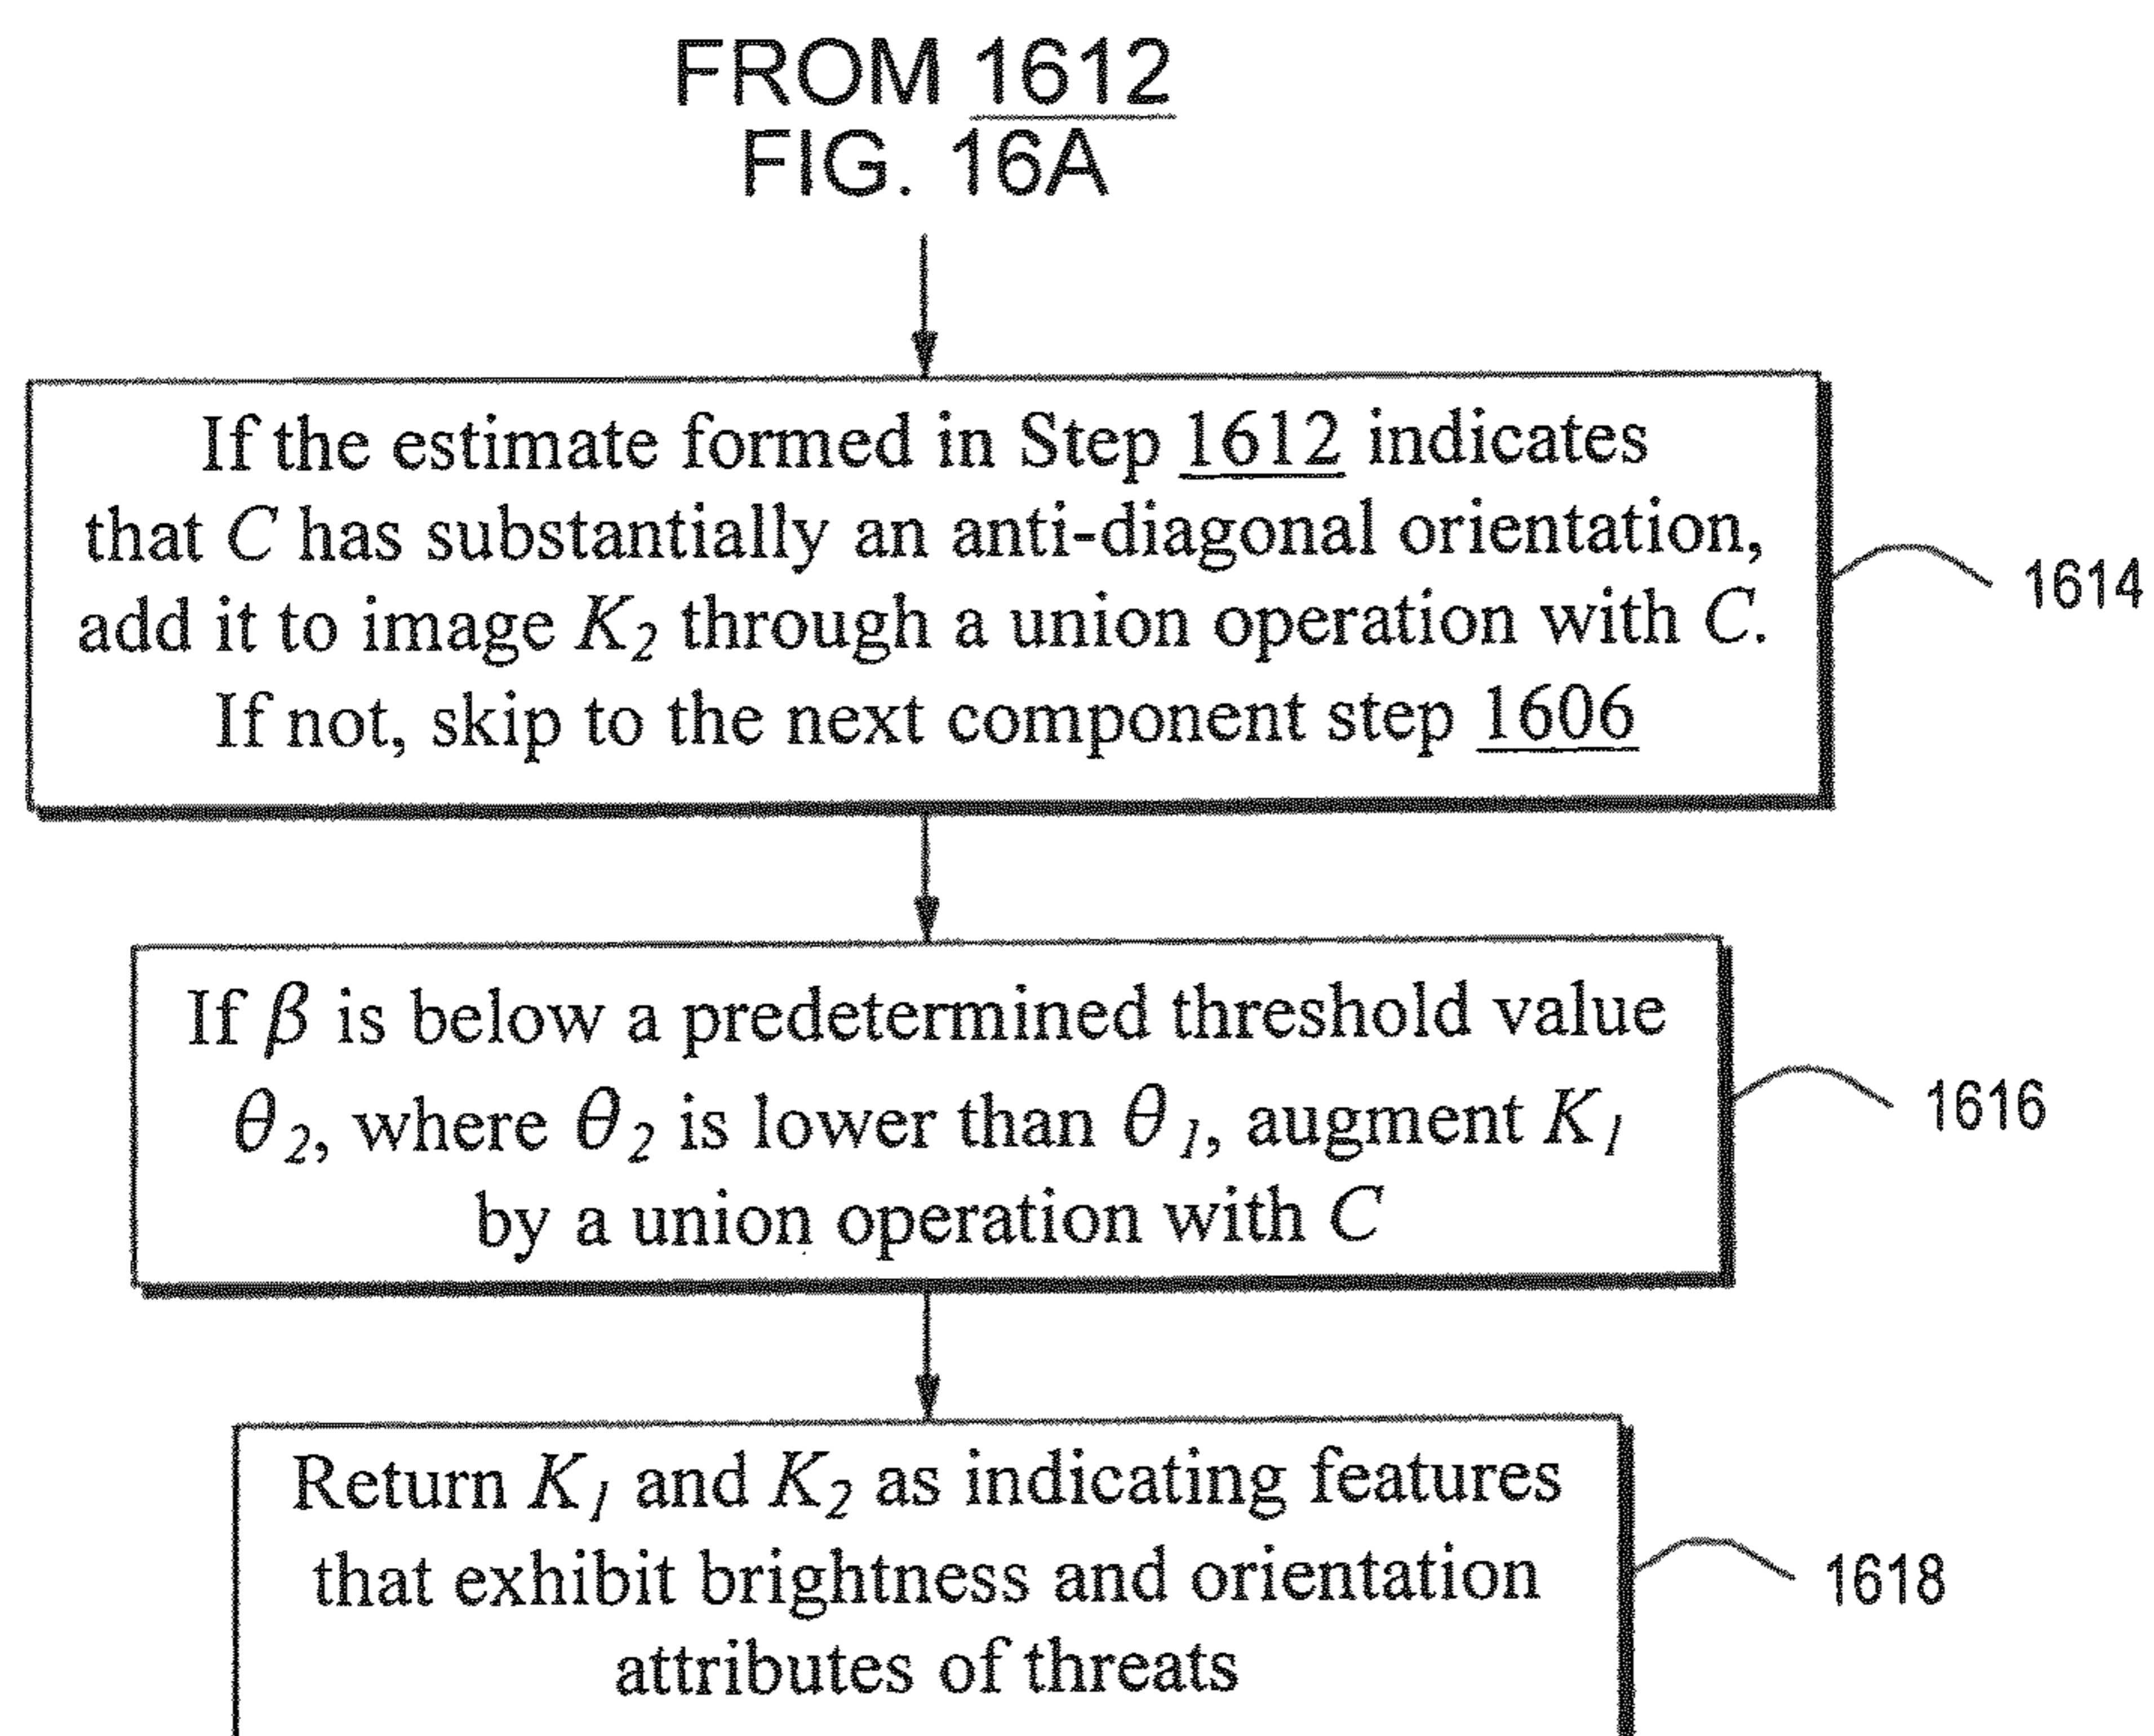 FROM 1612
FIG. 16A
If the estimate formed in Step 1612 indicates
that C has substantially an anti-diagonal orientation,
add it to image K₂ through a union operation with C.
If not, skip to the next component step 1606
1614
If β is below a predetermined threshold value
θ₂, where θ₂ is lower than θ₁, augment K₁
by a union operation with C
1616
Return K₁ and K₂ as indicating features
that exhibit brightness and orientation
attributes of threats
1618